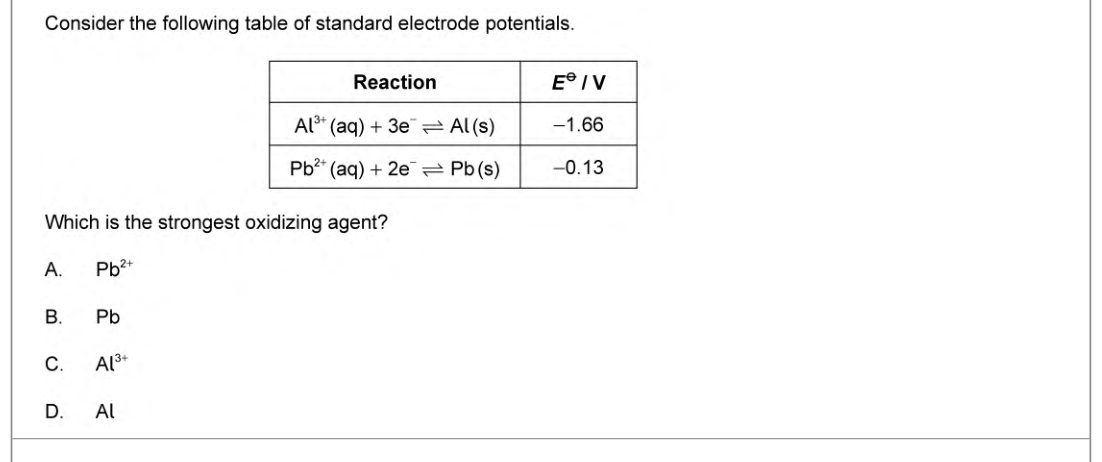 Consider the following table of standard electrode potentials.
Reaction E⦵ / V
Al³⁺ (aq) + 3e⁻ ⇌ Al (s) −1.66
Pb²⁺ (aq) + 2e⁻ ⇌ Pb (s) −0.13
Which is the strongest oxidizing agent?
A. Pb²⁺
B. Pb
C. Al³⁺
D. Al